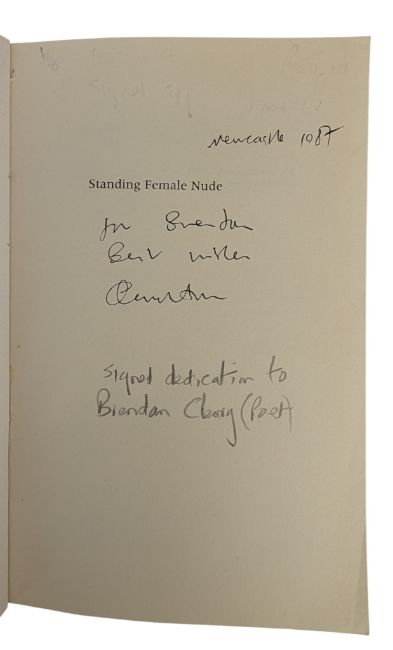 Newcastle 1987
Standing Female Nude
for Brendan
Best wishes
Signed dedication to
Brendan Cleary (Poet)